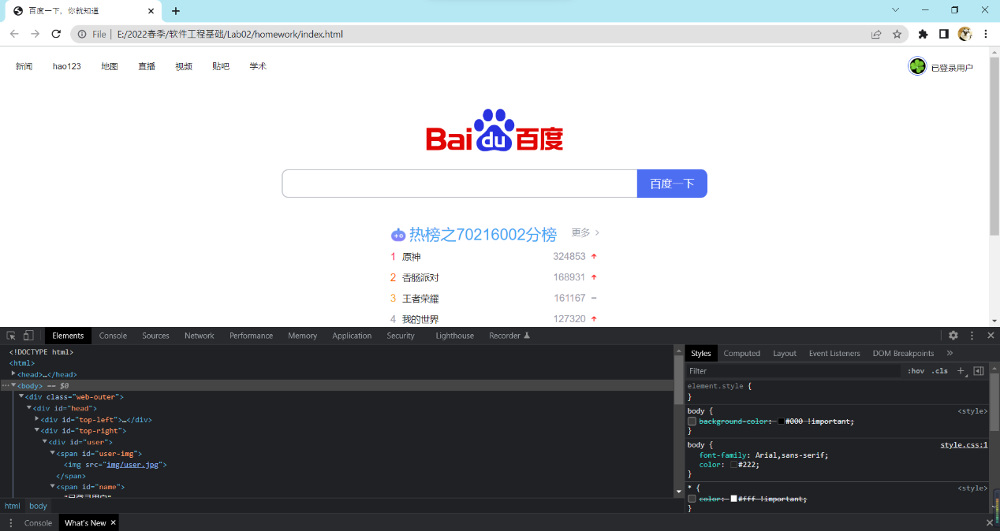 百度一下，你就知道
File | E:/2022春季/软件工程基础/Lab02/homework/index.html
新闻 hao123 地图 直播 视频 贴吧 学术 已登录用户
Bai du 百度
百度一下
热榜之70216002分榜 更多
1 原神 324853
2 香肠派对 168931
3 王者荣耀 161167
4 我的世界 127320
Elements Console Sources Network Performance Memory Application Security Lighthouse Recorder
Styles Computed Layout Event Listeners DOM Breakpoints
<!DOCTYPE html>
<html>
<head>…</head>
<body> == $0
<div class="web-outer">
<div id="head">
<div id="top-left">…</div>
<div id="top-right">
<div id="user">
<span id="user-img">
<img src="img/user.jpg">
</span>
<span id="name">
"已登录用户"
html body
Filter :hov .cls
element.style {
}
body { <style>
background-color: #000 !important;
}
body { style.css:1
font-family: Arial,sans-serif;
color: #222;
}
* { <style>
color: #fff !important;
}
Console What's New